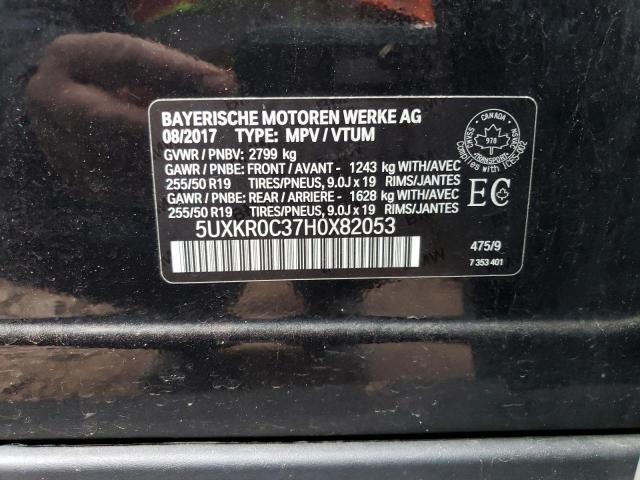 BAYERISCHE MOTOREN WERKE AG
08/2017 TYPE: MPV / VTUM
GVWR / PNBV: 2799 kg
GAWR / PNBE: FRONT / AVANT - 1243 kg WITH/AVEC
255/50 R19 TIRES/PNEUS, 9.0J x 19 RIMS/JANTES
GAWR / PNBE: REAR / ARRIERE - 1628 kg WITH/AVEC
255/50 R19 TIRES/PNEUS, 9.0J x 19 RIMS/JANTES
5UXKR0C37H0X82053
CANADA
978
TRANSPORT
EC
475/9
7 353 401